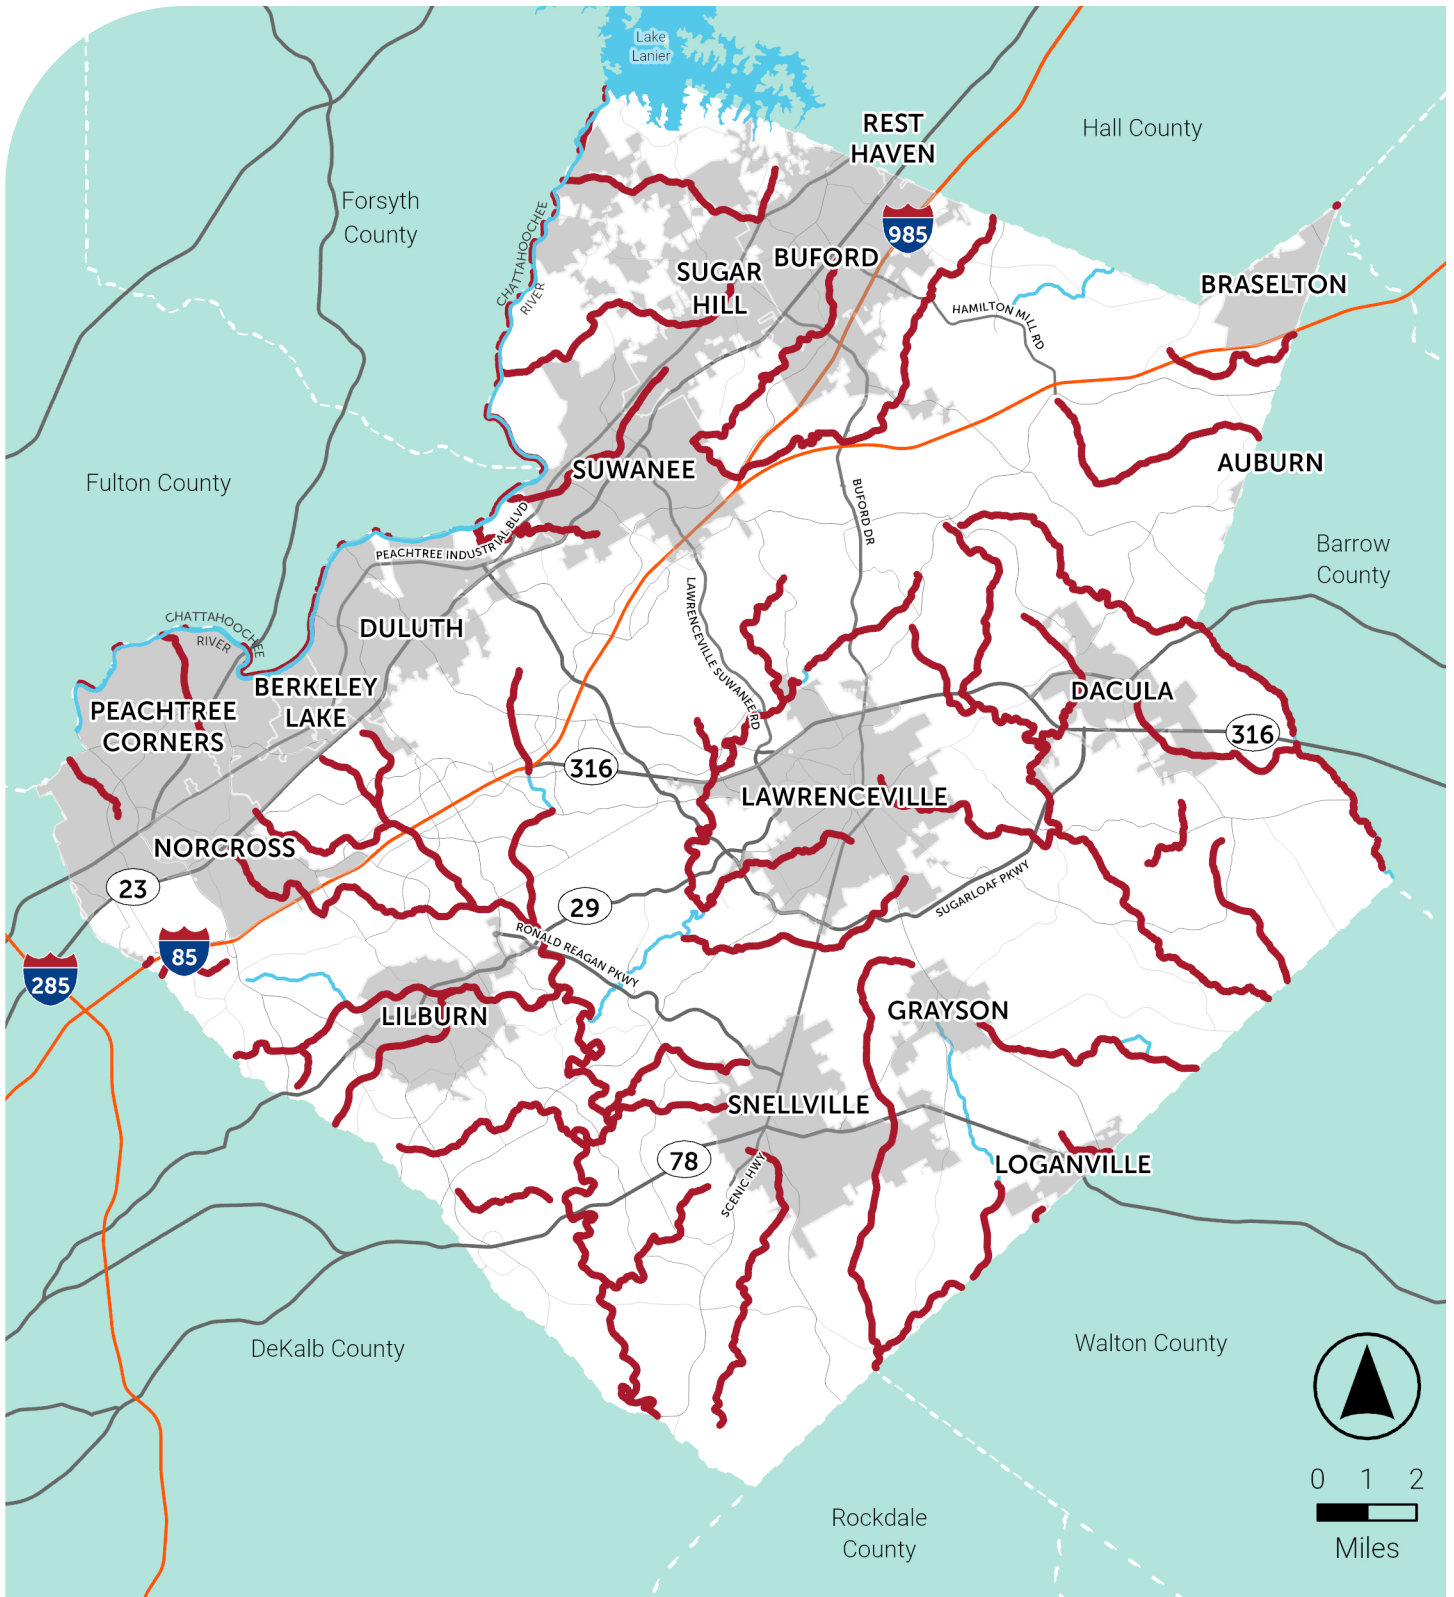 Lake
Lanier
REST
HAVEN
Hall County
Forsyth
County
CHATTAHOOCHEE
RIVER
985
BUFORD
SUGAR
HILL
BRASELTON
HAMILTON MILL RD
SUWANEE
AUBURN
Fulton County
BUFORD DR
PEACHTREE INDUSTRIAL BLVD
Barrow
County
LAWRENCEVILLE SUWANEE RD
CHATTAHOOCHEE
RIVER
DULUTH
BERKELEY
LAKE
DACULA
PEACHTREE
CORNERS
316
316
LAWRENCEVILLE
NORCROSS
23
29
SUGARLOAF PKWY
RONALD REAGAN PKWY
85
285
LILBURN
GRAYSON
SNELLVILLE
78
SCENIC HWY
LOGANVILLE
DeKalb County
Walton County
Rockdale
County
0 1 2
Miles